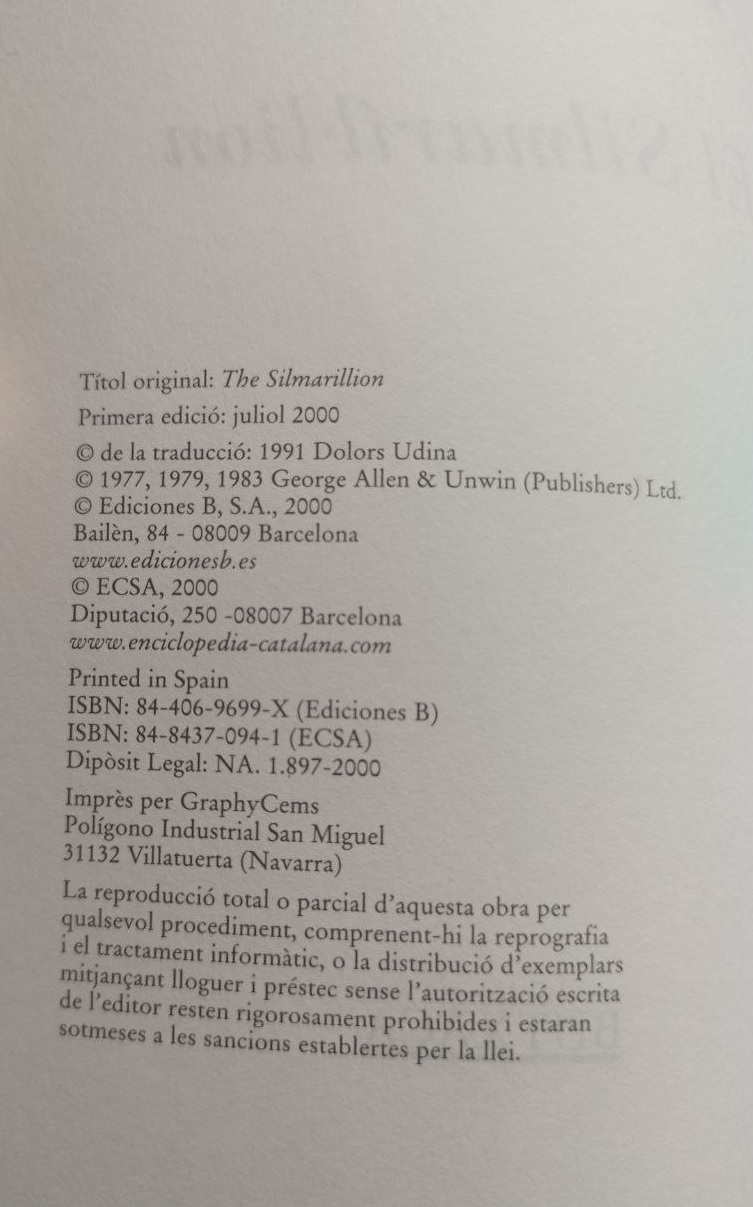 Títol original: The Silmarillion
Primera edició: juliol 2000
© de la traducció: 1991 Dolors Udina
© 1977, 1979, 1983 George Allen & Unwin (Publishers) Ltd.
© Ediciones B, S.A., 2000
Bailèn, 84 - 08009 Barcelona
www.edicionesb.es
© ECSA, 2000
Diputació, 250 -08007 Barcelona
www.enciclopedia-catalana.com
Printed in Spain
ISBN: 84-406-9699-X (Ediciones B)
ISBN: 84-8437-094-1 (ECSA)
Dipòsit Legal: NA. 1.897-2000
Imprès per GraphyCems
Polígono Industrial San Miguel
31132 Villatuerta (Navarra)
La reproducció total o parcial d'aquesta obra per
qualsevol procediment, comprenent-hi la reprografia
i el tractament informàtic, o la distribució d'exemplars
mitjançant lloguer i préstec sense l'autorització escrita
de l'editor resten rigorosament prohibides i estaran
sotmeses a les sancions establertes per la llei.